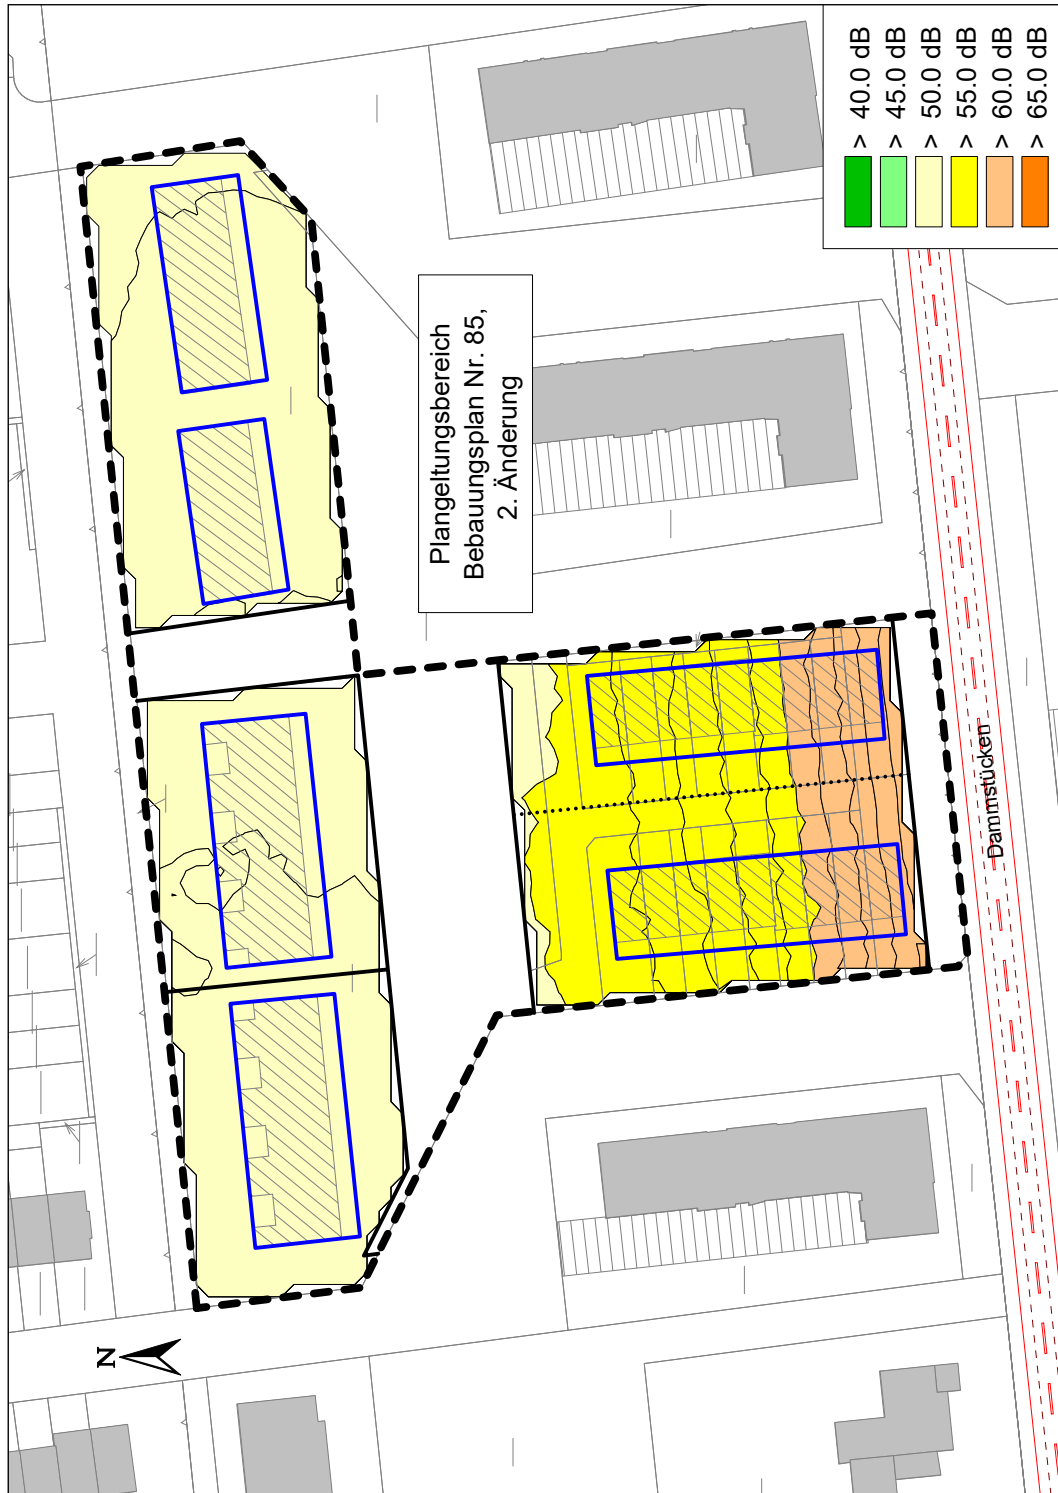 Plangeltungsbereich
Bebauungsplan Nr. 85,
2. Änderung
> 40.0 dB
> 45.0 dB
> 50.0 dB
> 55.0 dB
> 60.0 dB
> 65.0 dB
Dammstücken
N